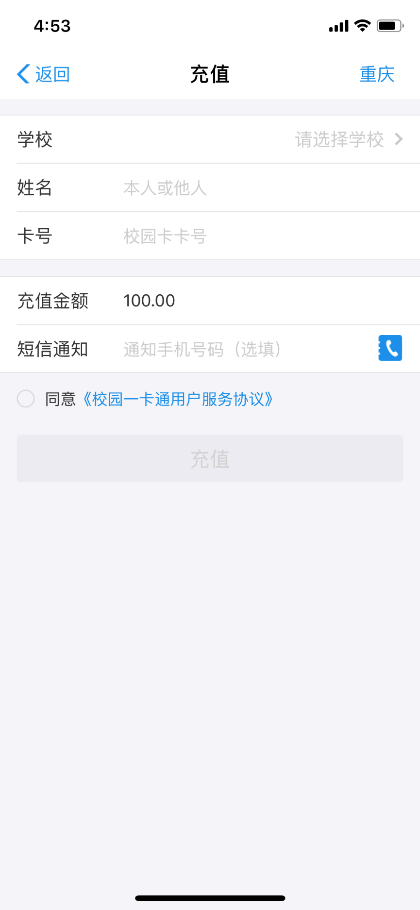 4:53
返回 充值 重庆
学校 请选择学校
姓名 本人或他人
卡号 校园卡卡号
充值金额 100.00
短信通知 通知手机号码（选填）
同意《校园一卡通用户服务协议》
充值